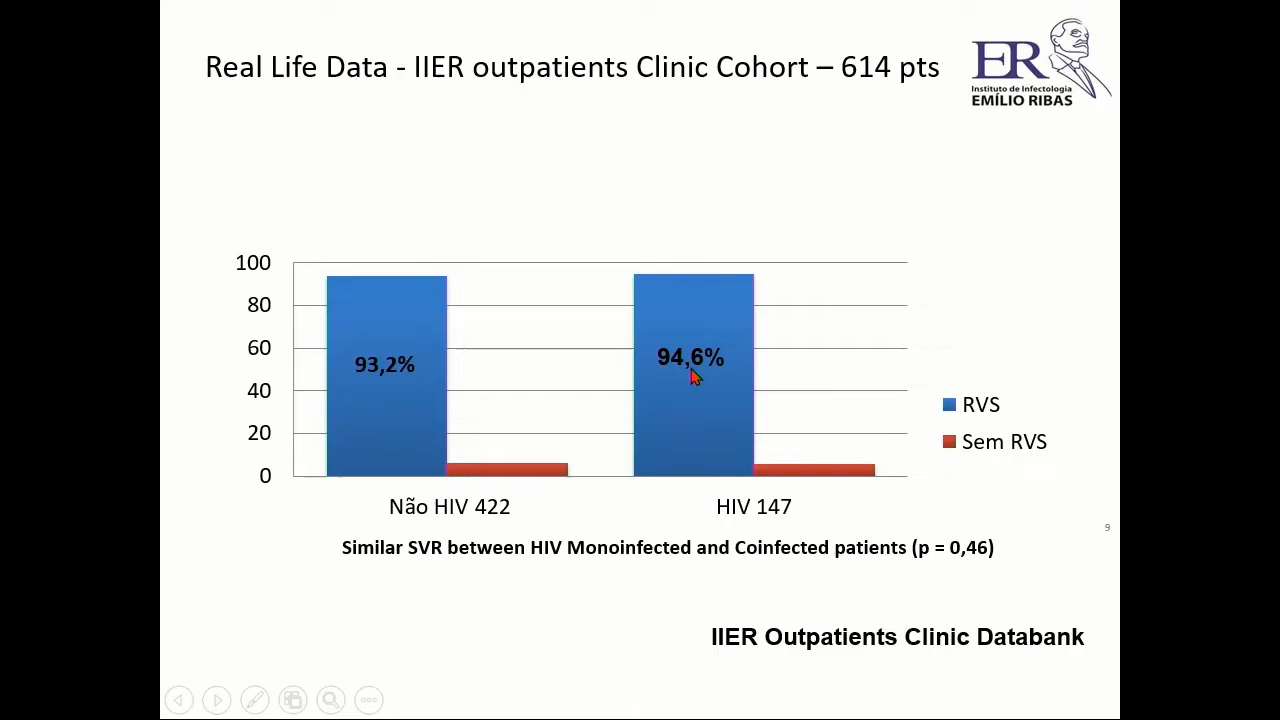 Real Life Data - IIER outpatients Clinic Cohort – 614 pts
ER
Instituto de Infectologia
EMÍLIO RIBAS
100
80
60
40
20
0
93,2%
94,6%
RVS
Sem RVS
Não HIV 422
HIV 147
9
Similar SVR between HIV Monoinfected and Coinfected patients (p = 0,46)
IIER Outpatients Clinic Databank